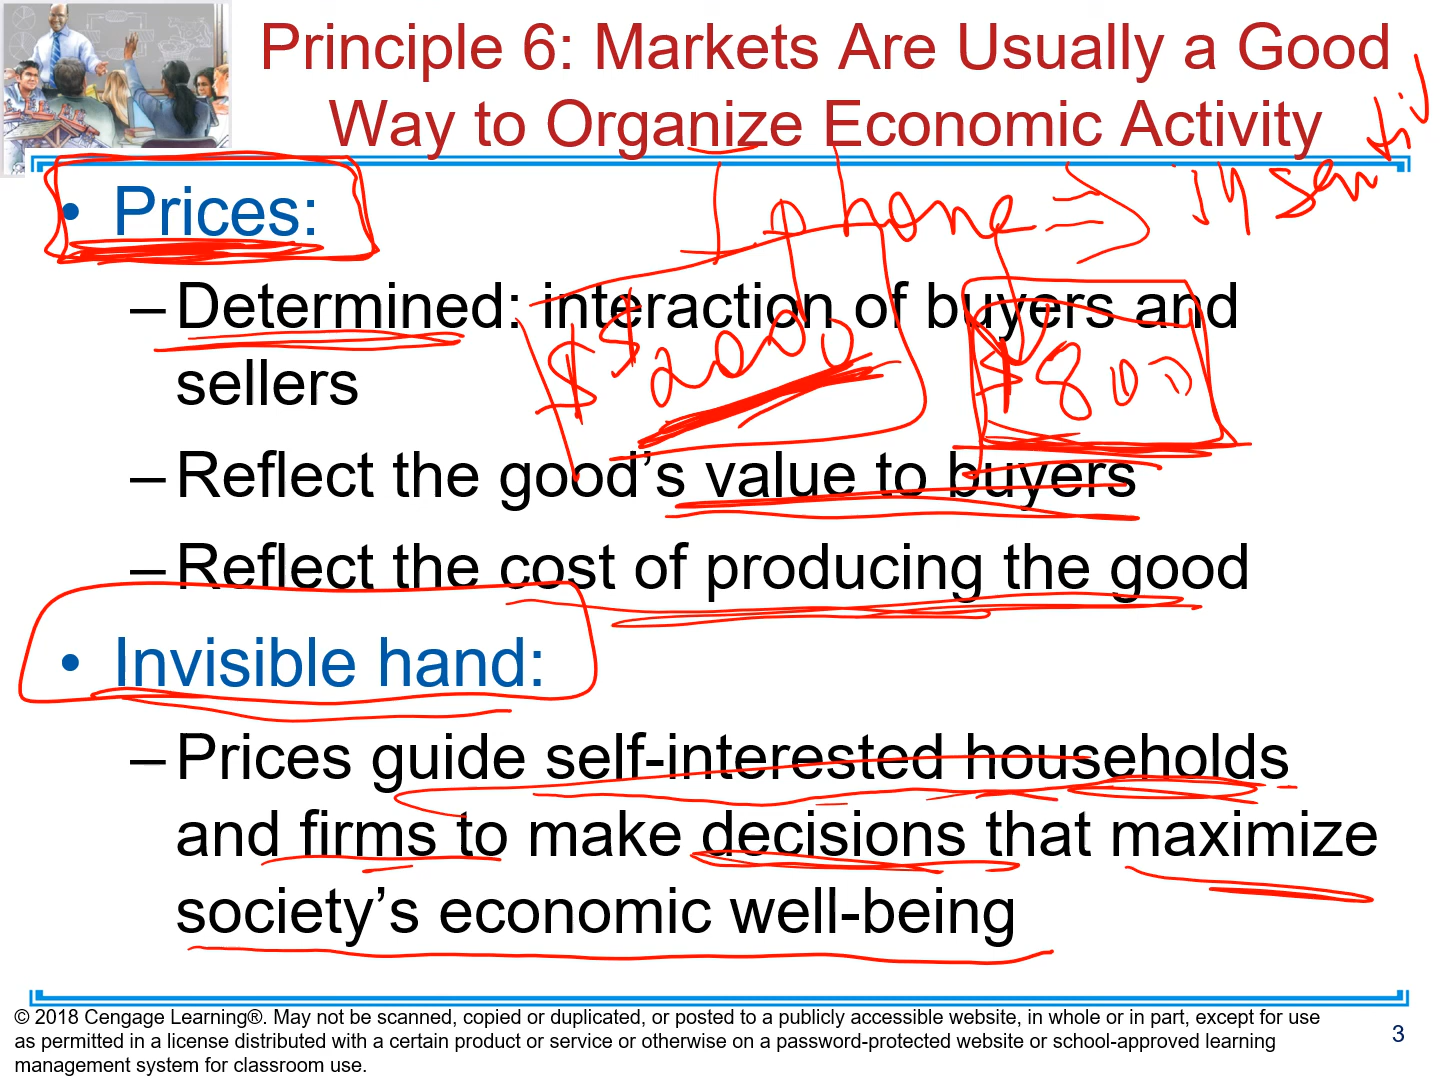 Principle 6: Markets Are Usually a Good
Way to Organize Economic Activity
• Prices:
I phone =>
– Determined: interaction of buyers and
sellers
$$ 2000
$800
– Reflect the good’s value to buyers
– Reflect the cost of producing the good
• Invisible hand:
– Prices guide self-interested households
and firms to make decisions that maximize
society’s economic well-being
© 2018 Cengage Learning®. May not be scanned, copied or duplicated, or posted to a publicly accessible website, in whole or in part, except for use
as permitted in a license distributed with a certain product or service or otherwise on a password-protected website or school-approved learning
management system for classroom use.
3